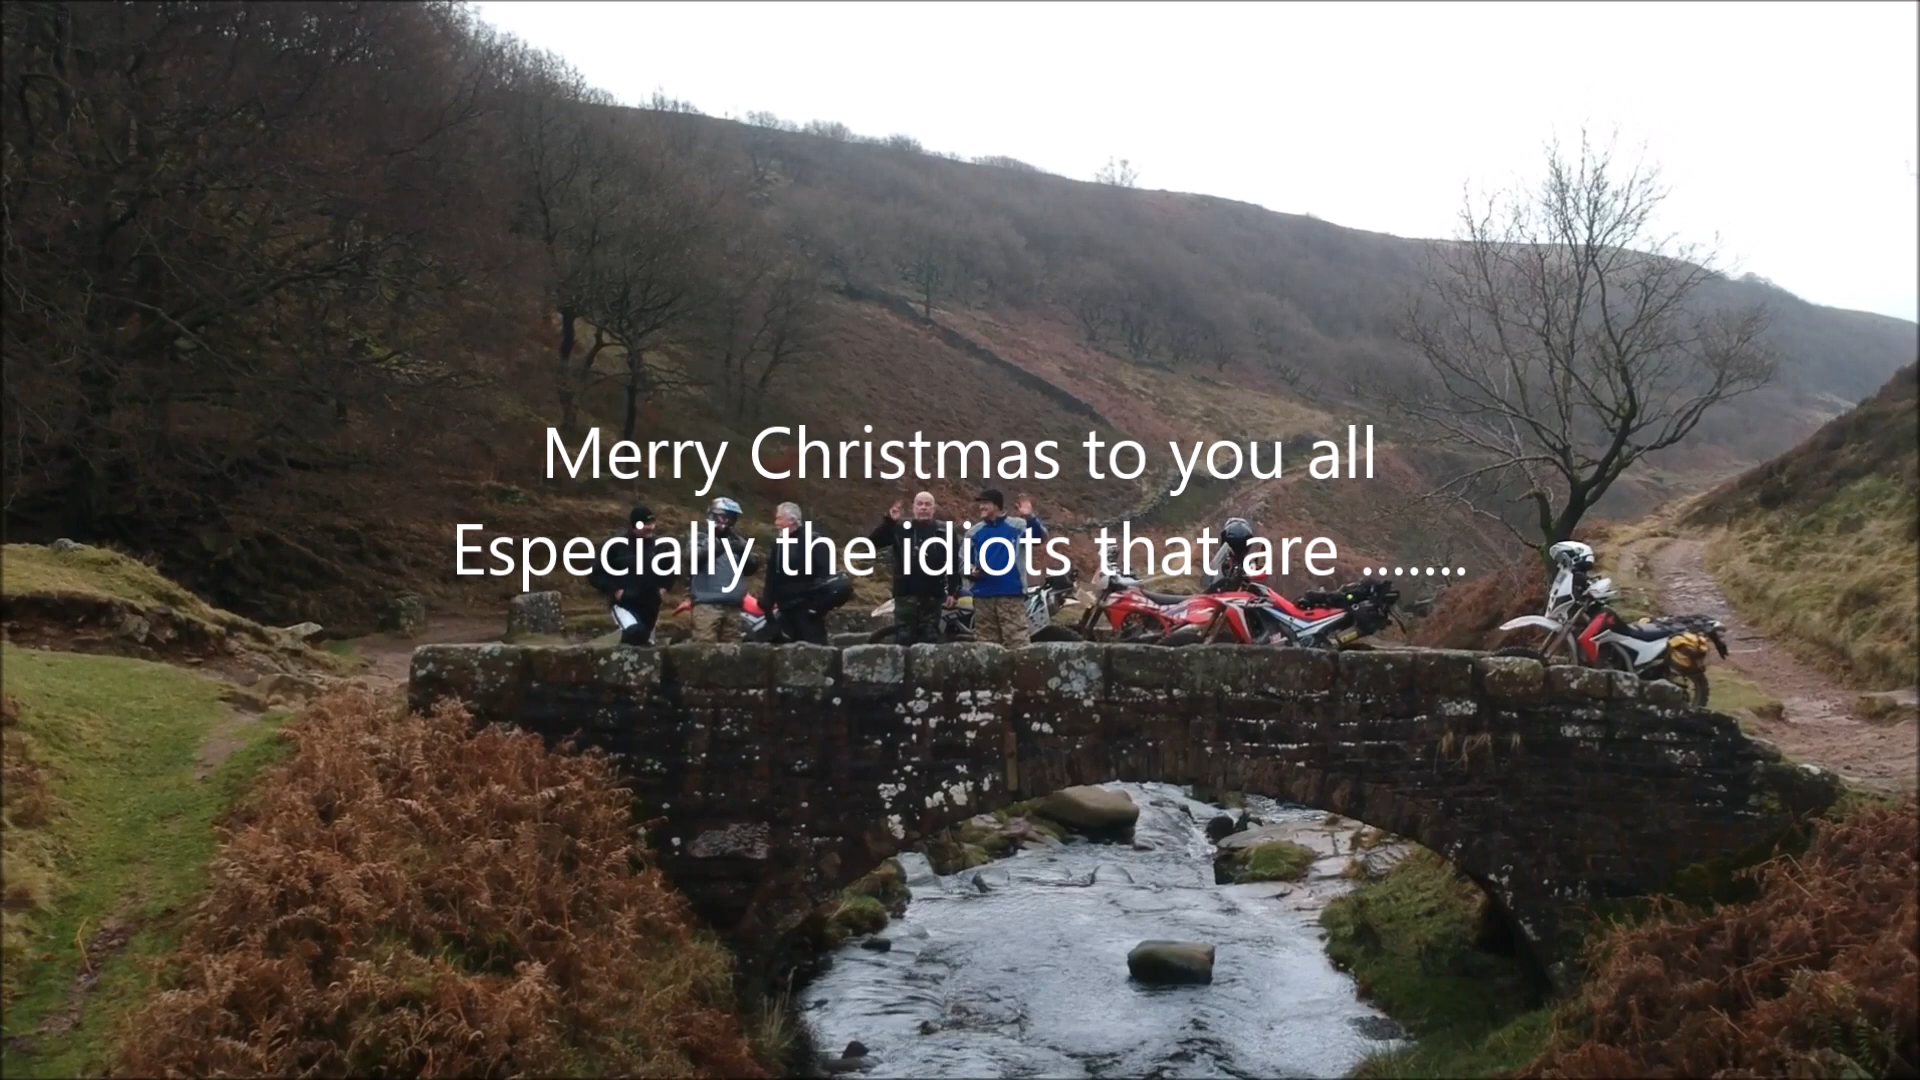 Merry Christmas to you all
Especially the idiots that are .......